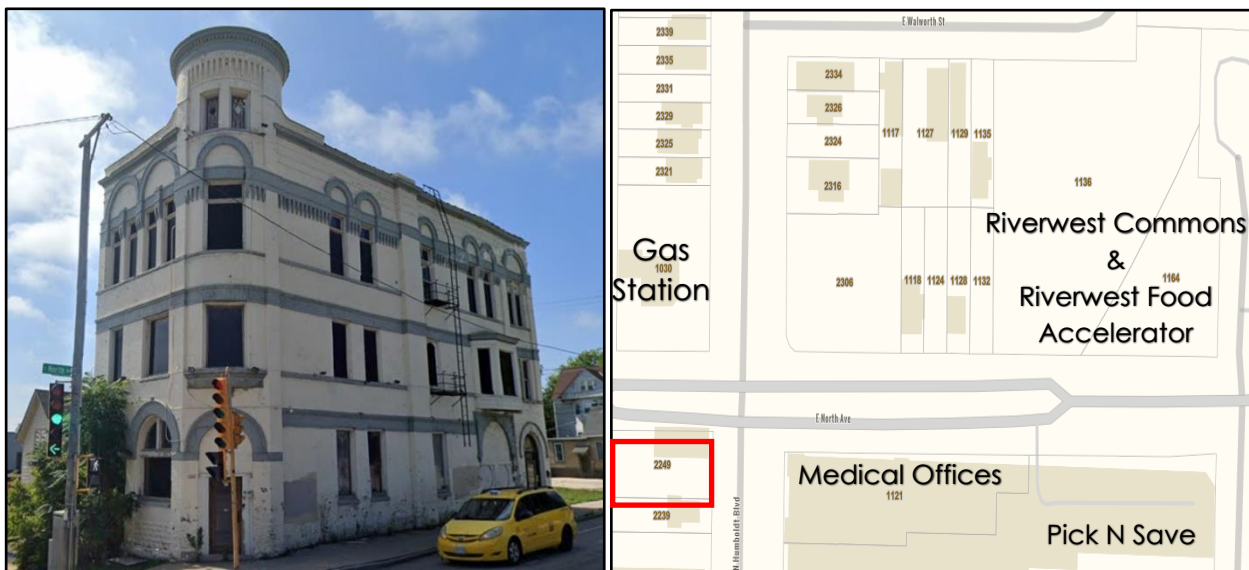 E Walworth St
2339
2335
2331
2329
2325
2321
2334
2326
2324
2316
1117
1127
1129
1135
1136
Riverwest Commons
&
Riverwest Food
Accelerator
1164
Gas
1030
Station
2306
1118
1124
1128
1132
E North Ave
2249
2239
N. Humboldt Blvd
Medical Offices
1121
Pick N Save